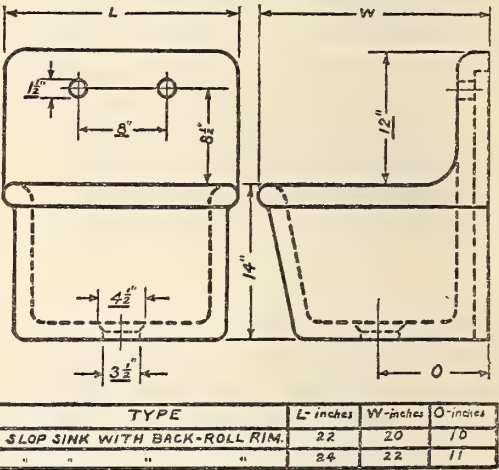 L
W
1½"
8"
8½"
12"
14"
4½"
3½"
O
TYPE L-inches W-inches O-inches
SLOP SINK WITH BACK-ROLL RIM. 22 20 10
" " " " 24 22 11